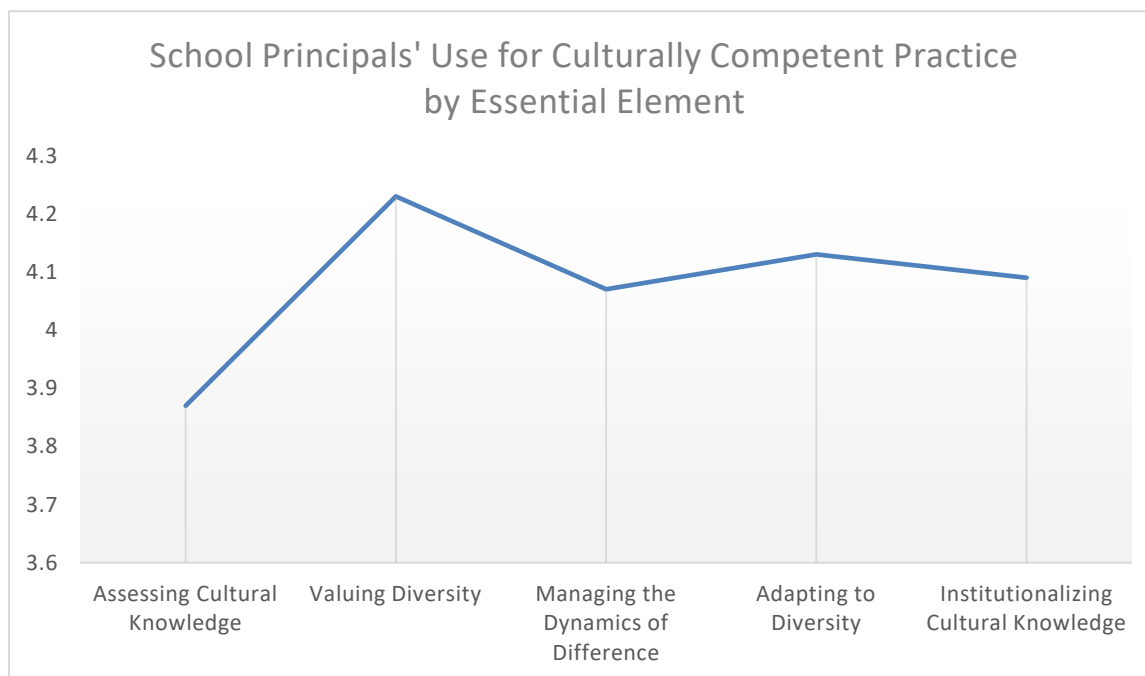 School Principals' Use for Culturally Competent Practice
by Essential Element
4.3
4.2
4.1
4
3.9
3.8
3.7
3.6
Assessing Cultural
Knowledge
Valuing Diversity
Managing the
Dynamics of
Difference
Adapting to
Diversity
Institutionalizing
Cultural Knowledge